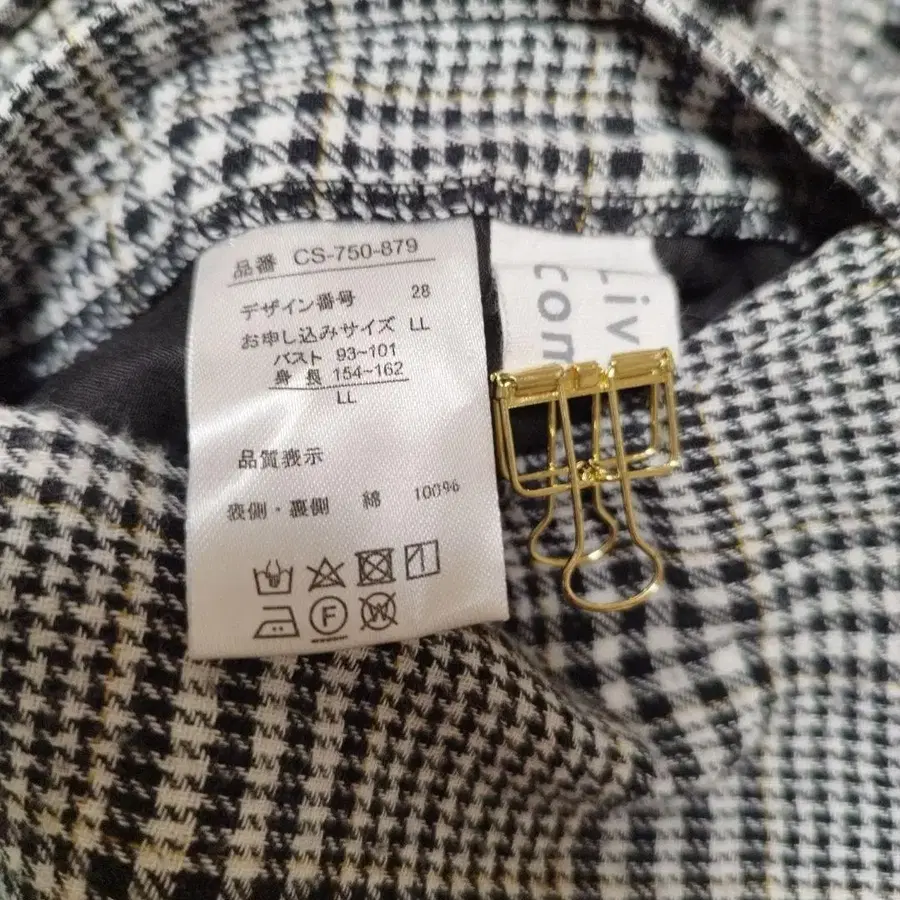 品番 CS-750-879
デザイン番号 28
お申し込みサイズ LL
バスト 93~101
身長 154~162
LL
品質表示
表側・裏側 綿 100%
F
W
Liv
com